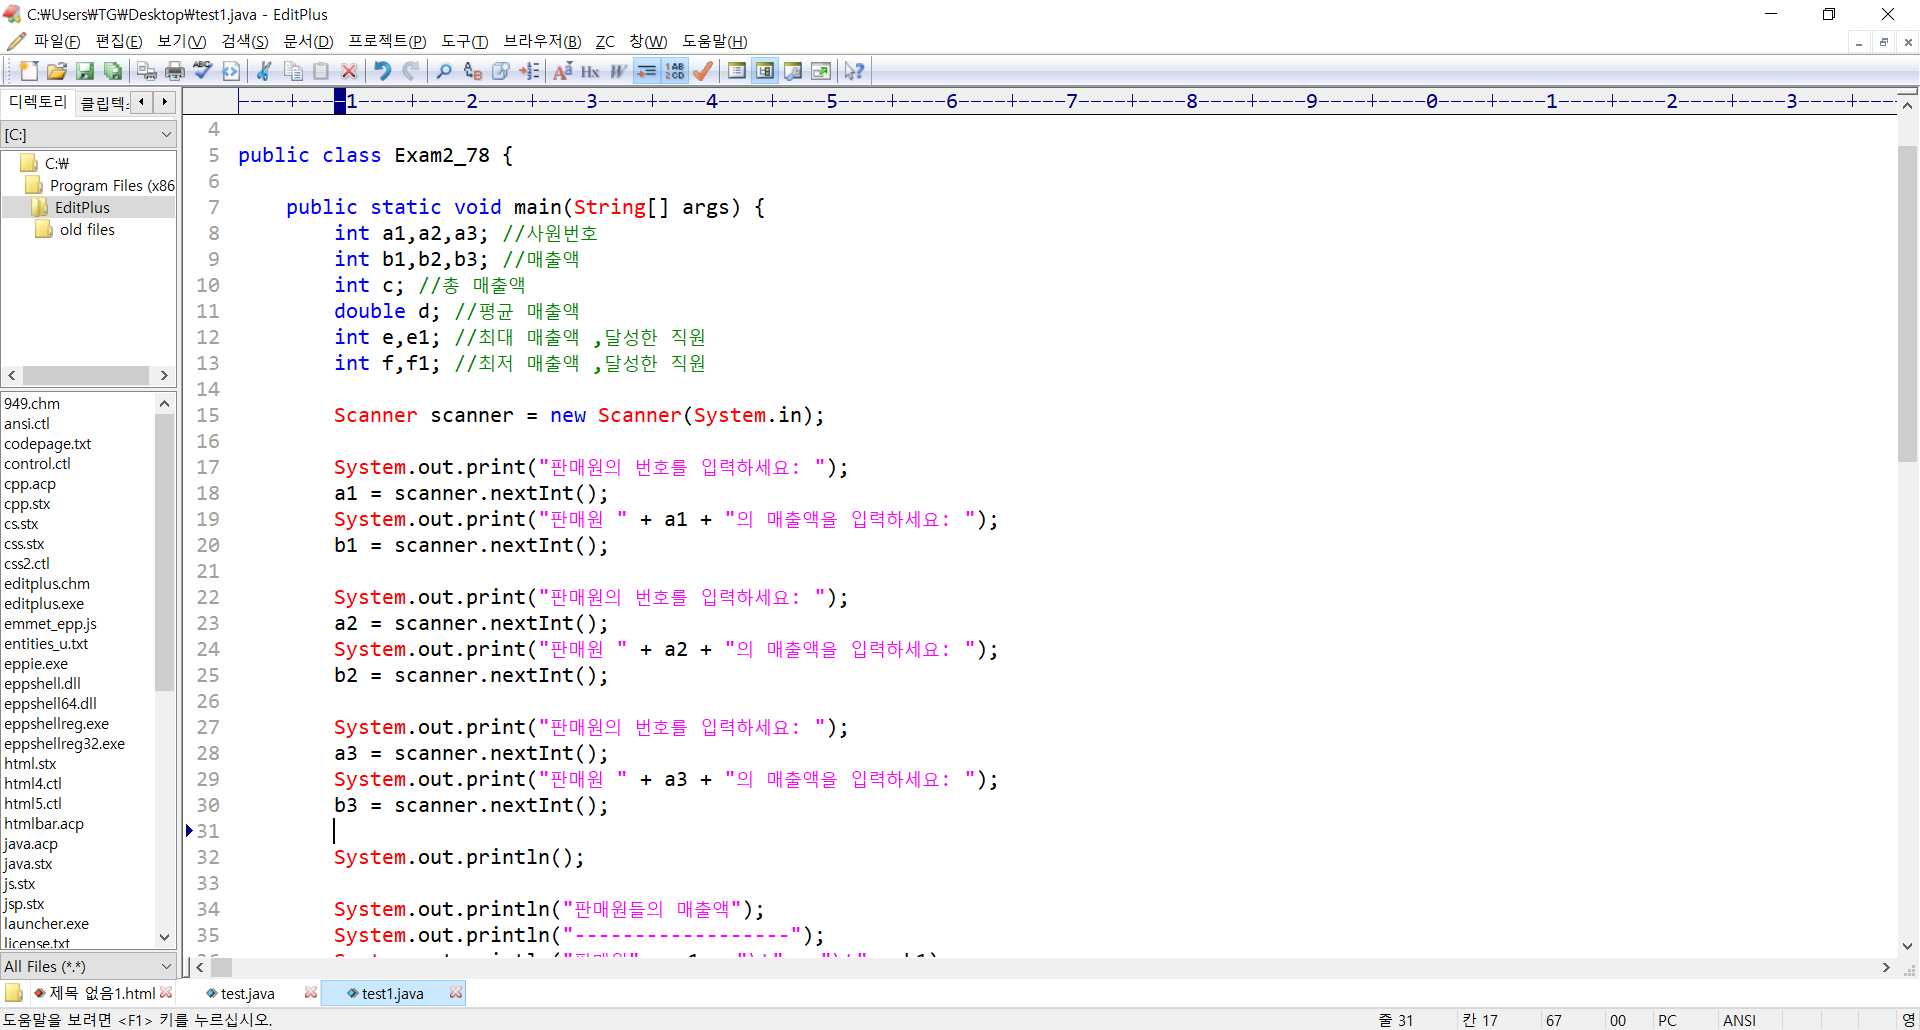 C:₩Users₩TG₩Desktop₩test1.java - EditPlus
파일(F) 편집(E) 보기(V) 검색(S) 문서(D) 프로젝트(P) 도구(T) 브라우저(B) ZC 창(W) 도움말(H)
디렉토리 클립텍
[C:]
C:₩
Program Files (x86
EditPlus
old files
949.chm
ansi.ctl
codepage.txt
control.ctl
cpp.acp
cpp.stx
cs.stx
css.stx
css2.ctl
editplus.chm
editplus.exe
emmet_epp.js
entities_u.txt
eppie.exe
eppshell.dll
eppshell64.dll
eppshellreg.exe
eppshellreg32.exe
html.stx
html4.ctl
html5.ctl
htmlbar.acp
java.acp
java.stx
js.stx
jsp.stx
launcher.exe
license.txt
All Files (*.*)
----+----1----+----2----+----3----+----4----+----5----+----6----+----7----+----8----+----9----+----0----+----1----+----2----+----3----+----
4
5 public class Exam2_78 {
6
7     public static void main(String[] args) {
8         int a1,a2,a3; //사원번호
9         int b1,b2,b3; //매출액
10         int c; //총 매출액
11         double d; //평균 매출액
12         int e,e1; //최대 매출액 ,달성한 직원
13         int f,f1; //최저 매출액 ,달성한 직원
14
15         Scanner scanner = new Scanner(System.in);
16
17         System.out.print("판매원의 번호를 입력하세요: ");
18         a1 = scanner.nextInt();
19         System.out.print("판매원 " + a1 + "의 매출액을 입력하세요: ");
20         b1 = scanner.nextInt();
21
22         System.out.print("판매원의 번호를 입력하세요: ");
23         a2 = scanner.nextInt();
24         System.out.print("판매원 " + a2 + "의 매출액을 입력하세요: ");
25         b2 = scanner.nextInt();
26
27         System.out.print("판매원의 번호를 입력하세요: ");
28         a3 = scanner.nextInt();
29         System.out.print("판매원 " + a3 + "의 매출액을 입력하세요: ");
30         b3 = scanner.nextInt();
31
32         System.out.println();
33
34         System.out.println("판매원들의 매출액");
35         System.out.println("------------------");
제목 없음1.html test.java test1.java
도움말을 보려면 <F1> 키를 누르십시오. 줄 31 칸 17 67 00 PC ANSI 영